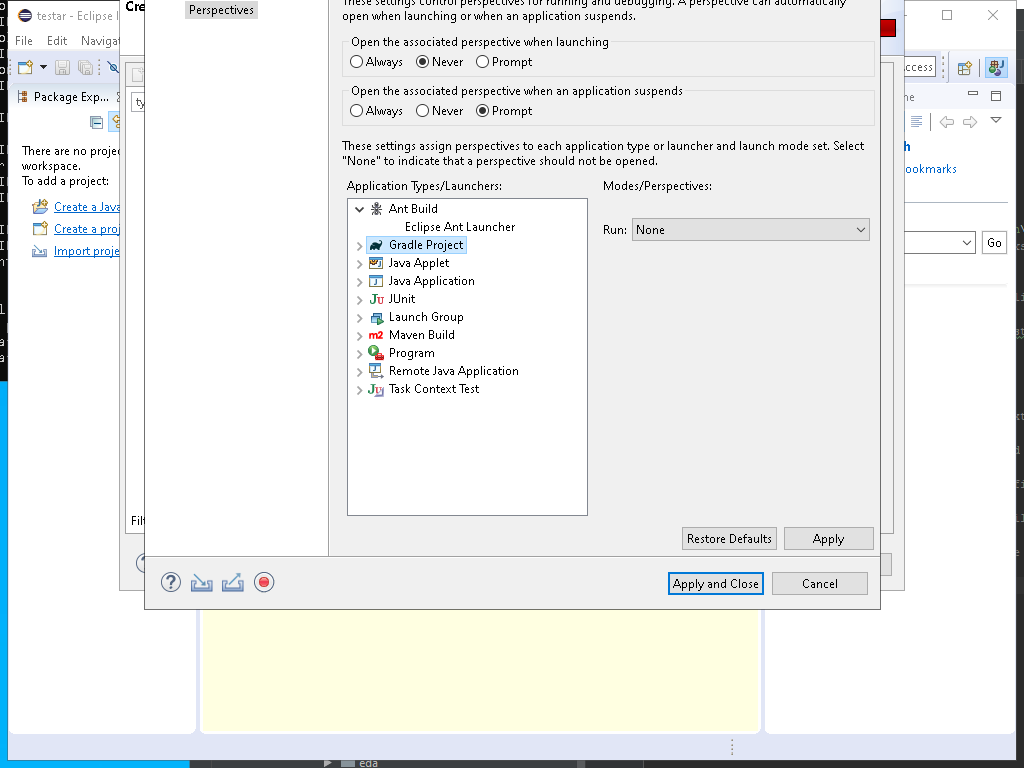 testar - Eclipse
File Edit Naviga
Cre
Perspectives
These settings control perspectives for running and debugging. A perspective can automatically
open when launching or when an application suspends.
Open the associated perspective when launching
Always Never Prompt
Open the associated perspective when an application suspends
Always Never Prompt
These settings assign perspectives to each application type or launcher and launch mode set. Select
"None" to indicate that a perspective should not be opened.
Application Types/Launchers:
Modes/Perspectives:
Ant Build
Eclipse Ant Launcher
Gradle Project
Java Applet
Java Application
JUnit
Launch Group
Maven Build
Program
Remote Java Application
Task Context Test
Run: None
Restore Defaults Apply
Apply and Close Cancel
Package Exp...
There are no proje
workspace.
To add a project:
Create a Java
Create a proj
Import proje
ty
Filt
ccess
ne
h
ookmarks
Go
eda